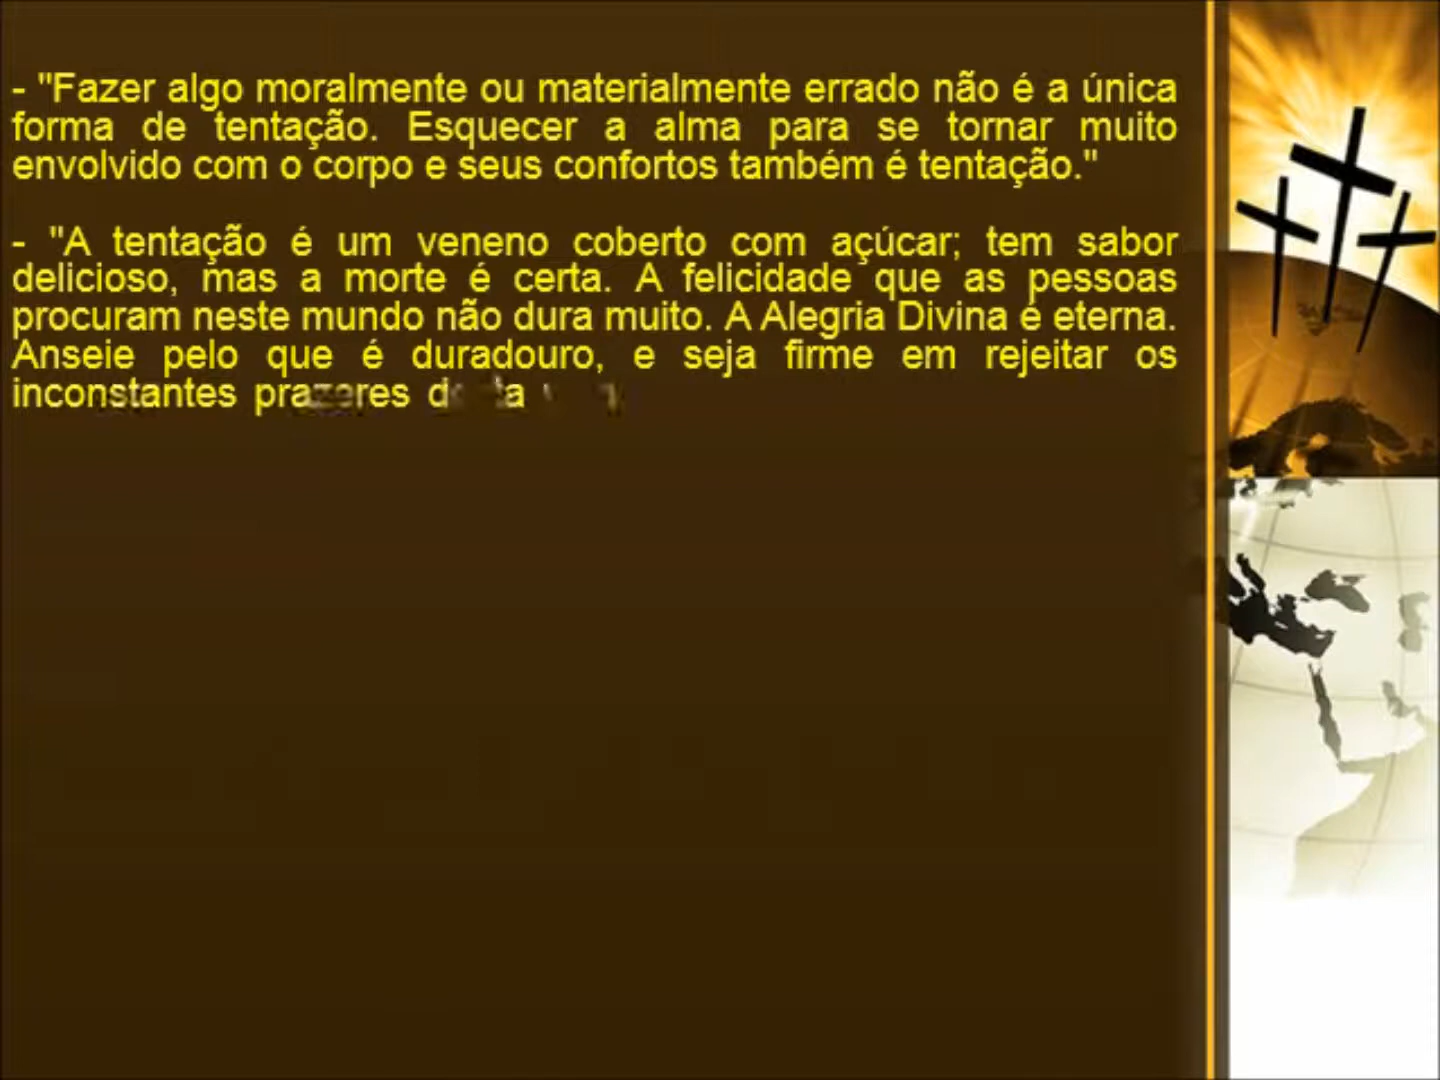 - "Fazer algo moralmente ou materialmente errado não é a única
forma de tentação. Esquecer a alma para se tornar muito
envolvido com o corpo e seus confortos também é tentação."
- "A tentação é um veneno coberto com açúcar; tem sabor
delicioso, mas a morte é certa. A felicidade que as pessoas
procuram neste mundo não dura muito. A Alegria Divina é eterna.
Anseie pelo que é duradouro, e seja firme em rejeitar os
inconstantes prazeres